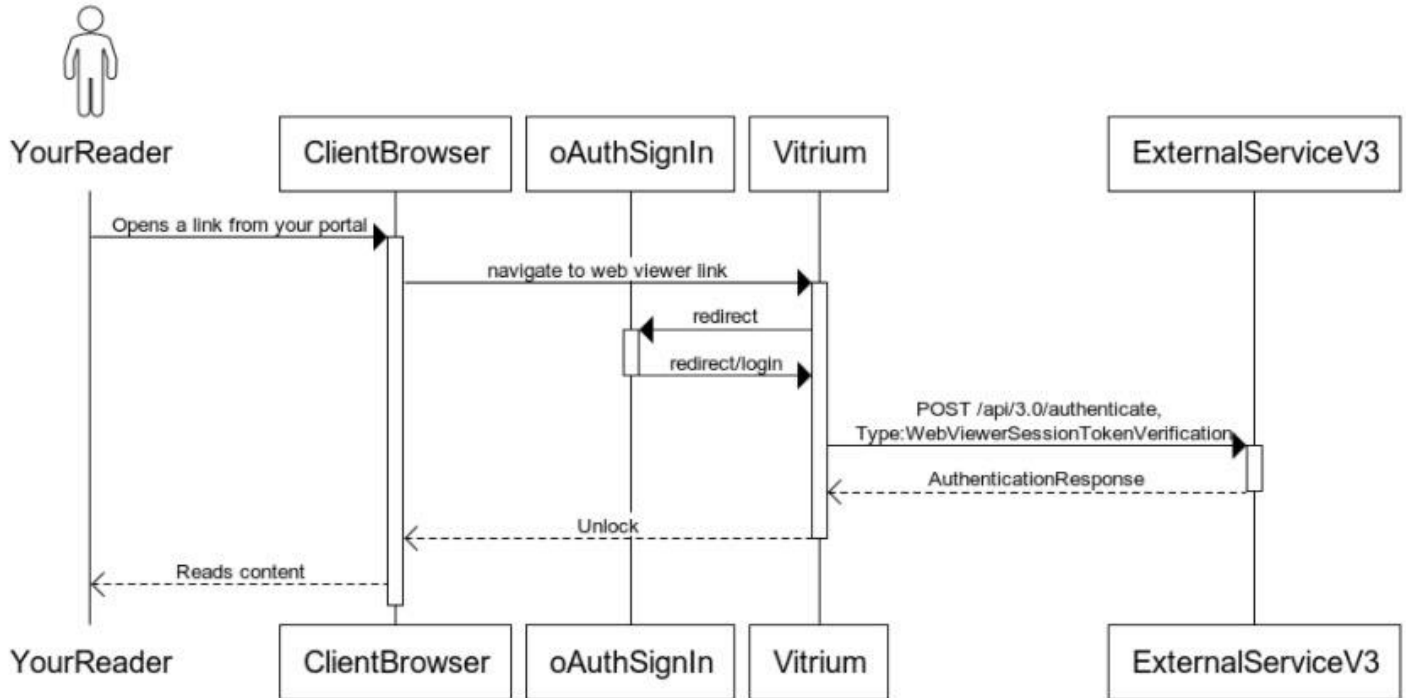 YourReader
ClientBrowser
oAuthSignIn
Vitrium
ExternalServiceV3
Opens a link from your portal
navigate to web viewer link
redirect
redirect/login
POST /api/3.0/authenticate,
Type:WebViewerSessionTokenVerification
AuthenticationResponse
Unlock
Reads content
YourReader
ClientBrowser
oAuthSignIn
Vitrium
ExternalServiceV3